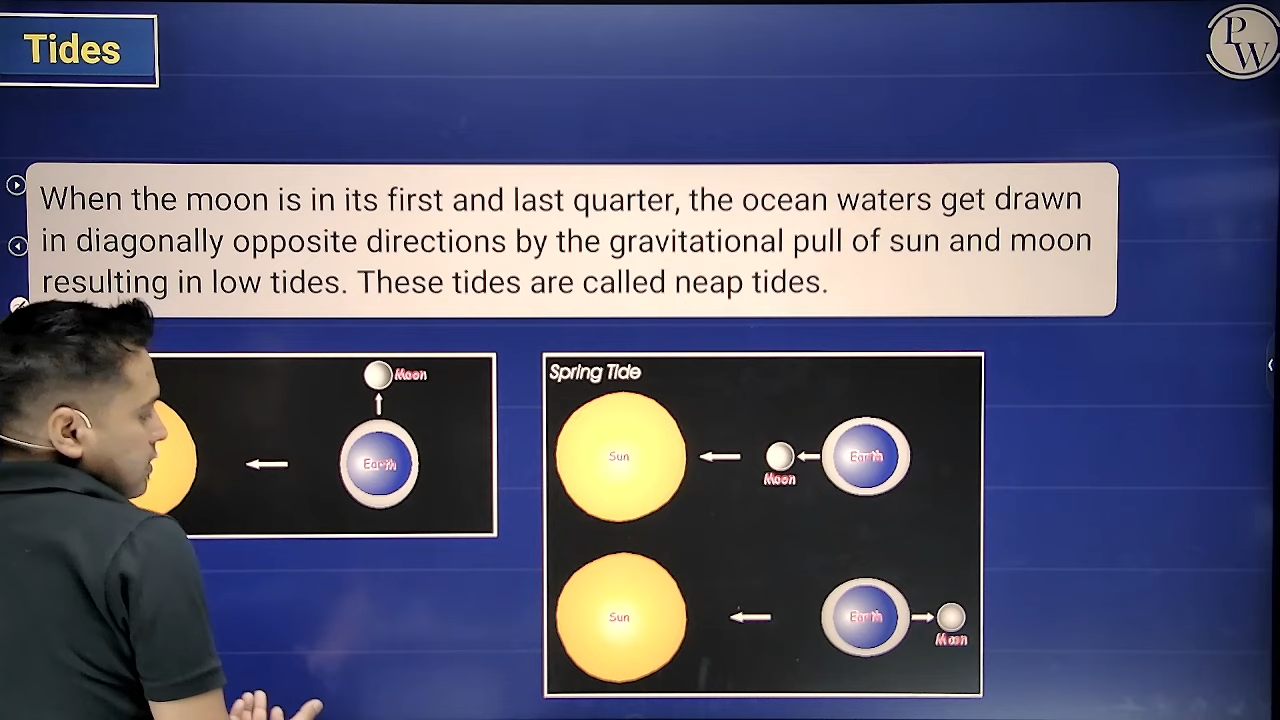 Tides
PW
When the moon is in its first and last quarter, the ocean waters get drawn
in diagonally opposite directions by the gravitational pull of sun and moon
resulting in low tides. These tides are called neap tides.
Moon
Earth
Spring Tide
Sun
Moon
Earth
Sun
Earth
Moon